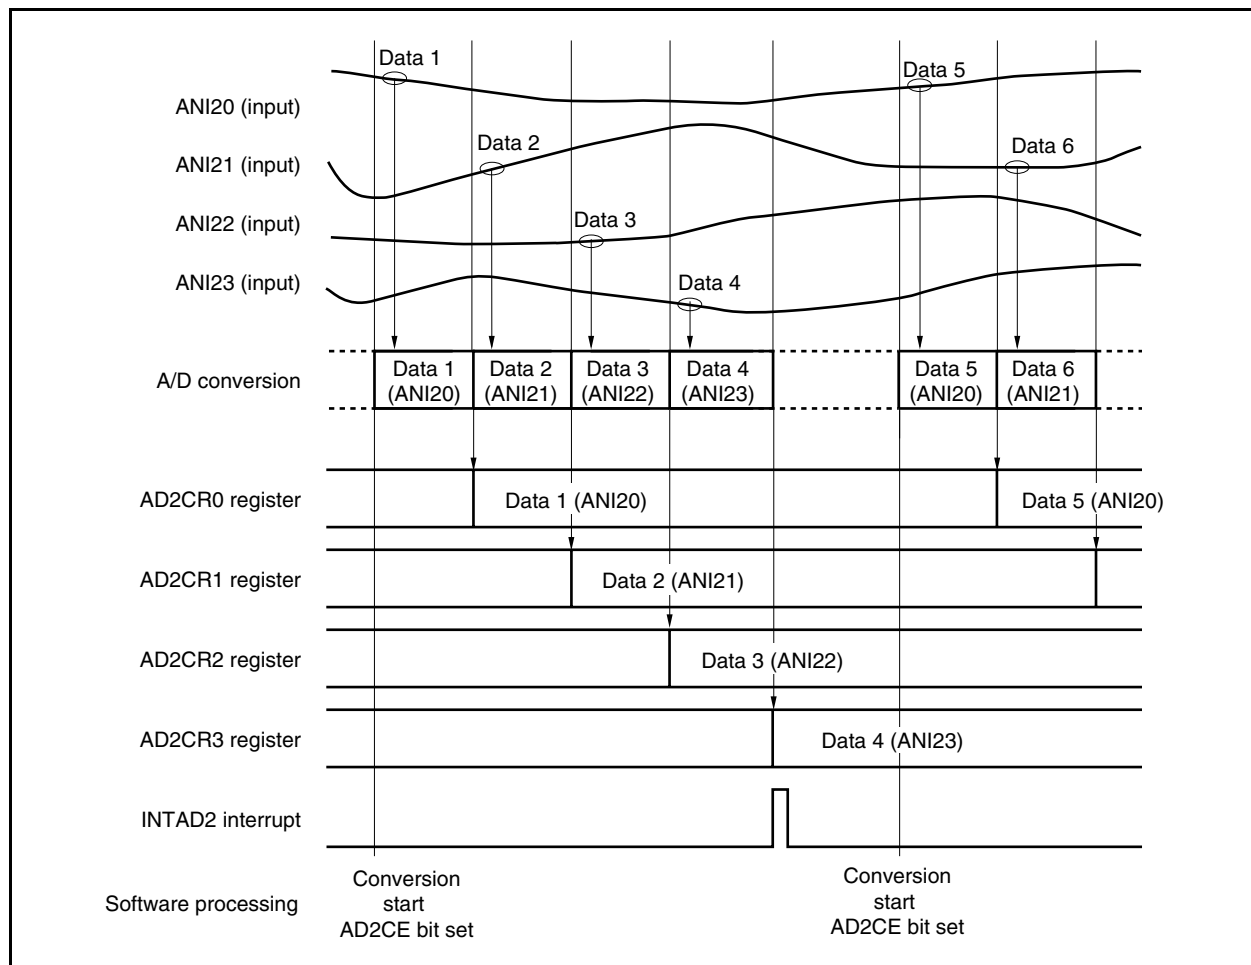 Data 1
Data 5
ANI20 (input)
Data 2
Data 6
ANI21 (input)
Data 3
ANI22 (input)
Data 4
ANI23 (input)
A/D conversion
Data 1
(ANI20)
Data 2
(ANI21)
Data 3
(ANI22)
Data 4
(ANI23)
Data 5
(ANI20)
Data 6
(ANI21)
AD2CR0 register
Data 1 (ANI20)
Data 5 (ANI20)
AD2CR1 register
Data 2 (ANI21)
AD2CR2 register
Data 3 (ANI22)
AD2CR3 register
Data 4 (ANI23)
INTAD2 interrupt
Software processing
Conversion
start
AD2CE bit set
Conversion
start
AD2CE bit set